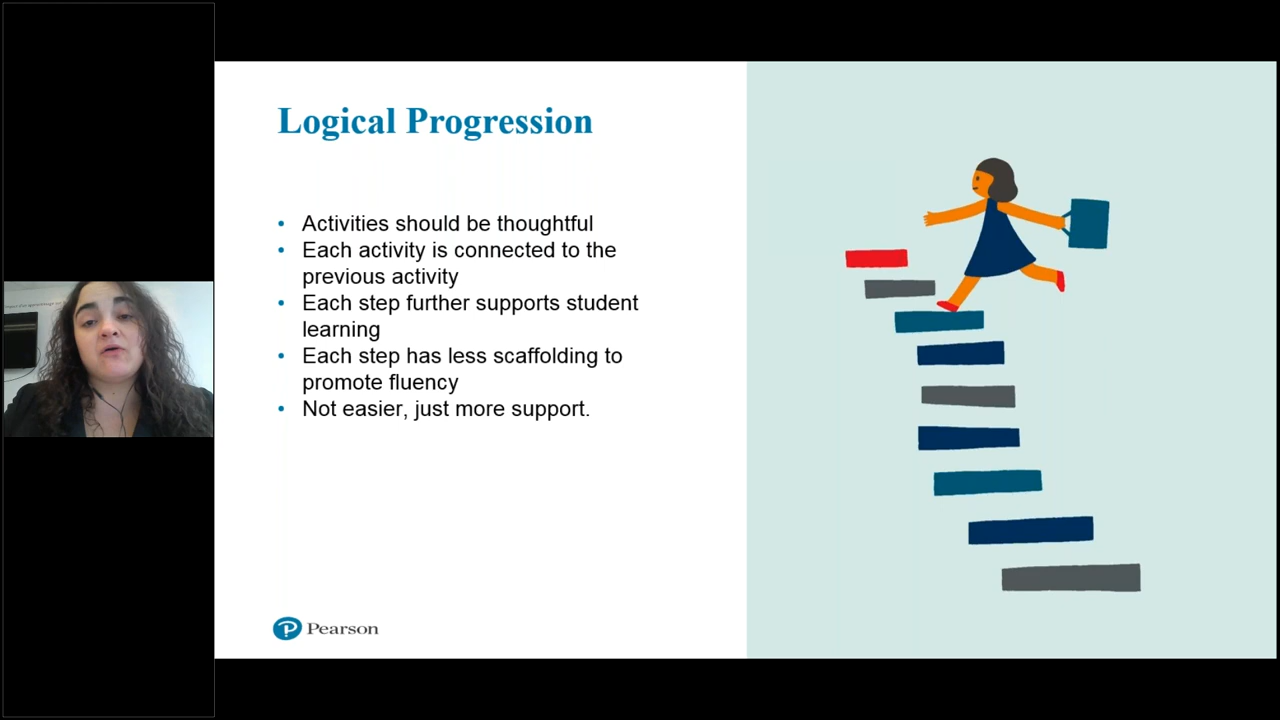 Logical Progression
• Activities should be thoughtful
• Each activity is connected to the
previous activity
• Each step further supports student
learning
• Each step has less scaffolding to
promote fluency
• Not easier, just more support.
Pearson